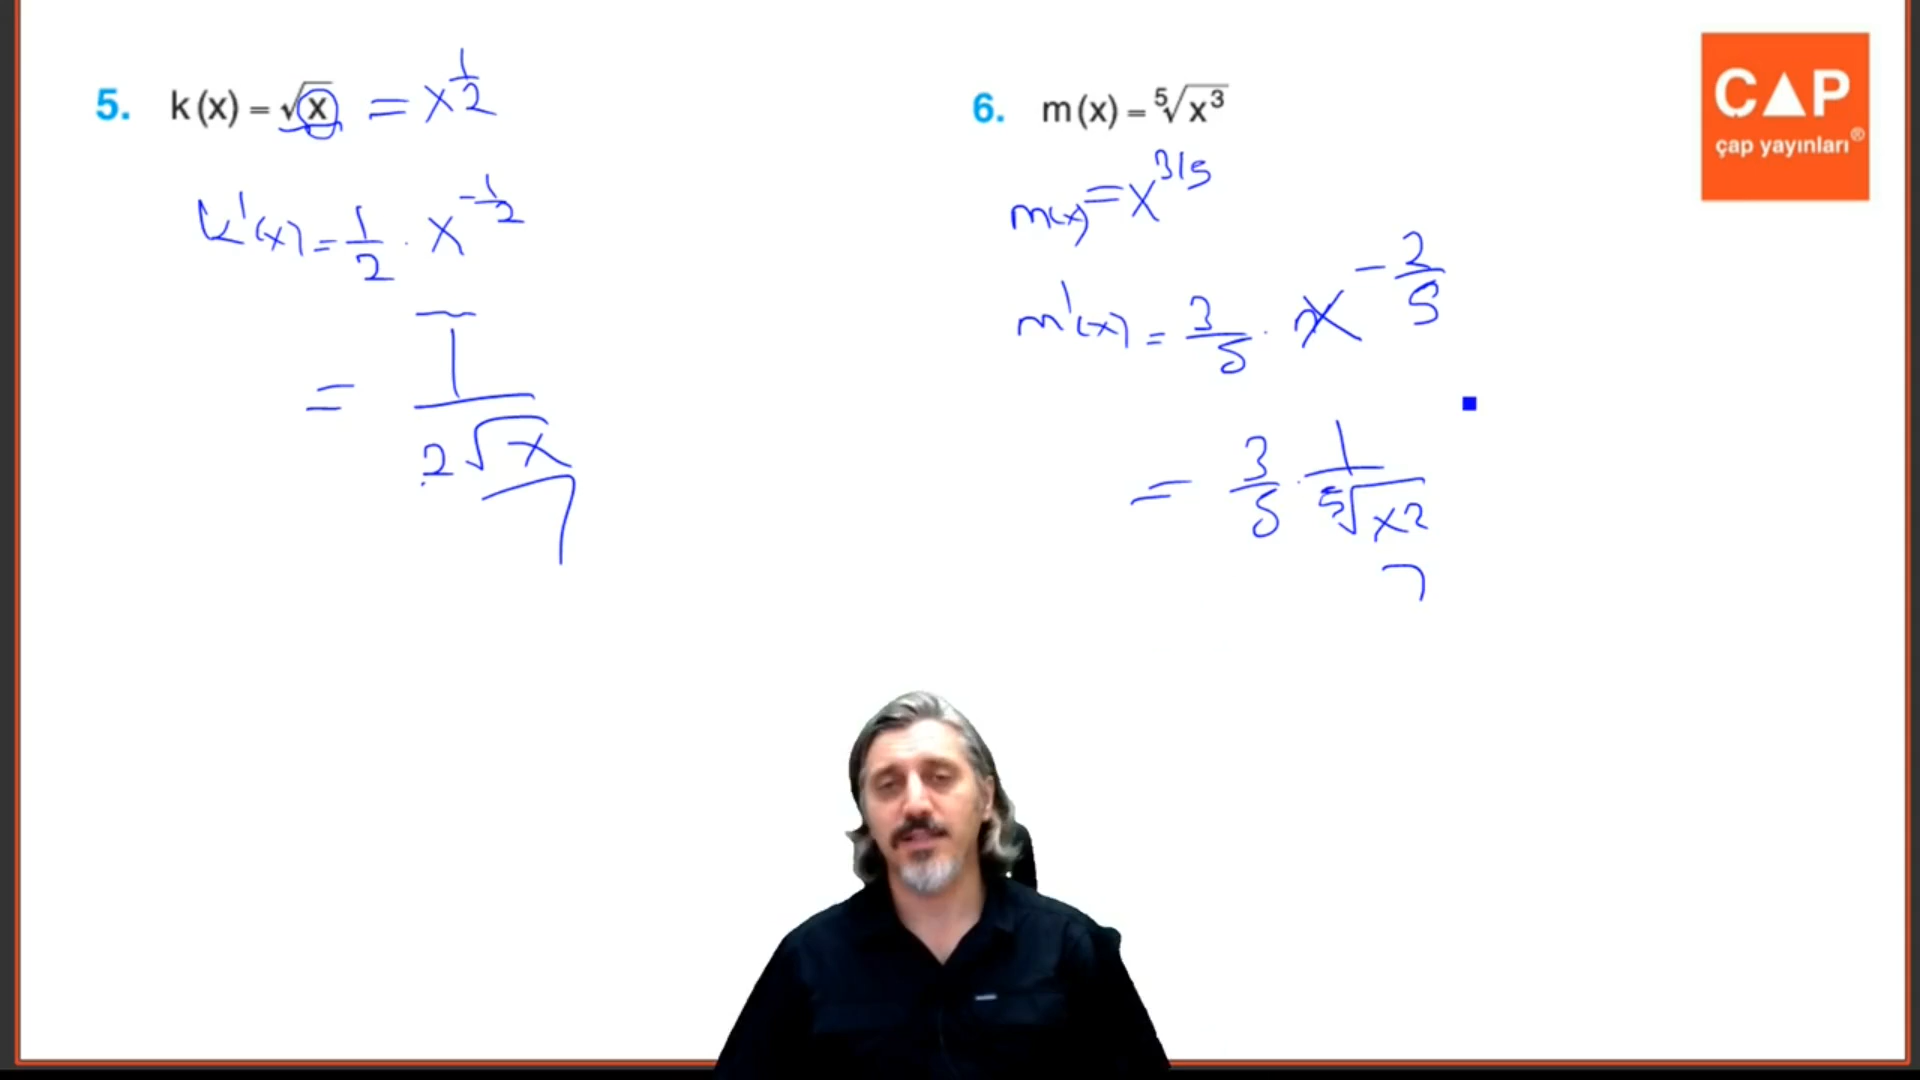 5. k(x) = √x = x^(1/2)
k'(x) = 1/2 · x^(-1/2)
= 1/(2√x)
6. m(x) = ⁵√x³
m(x) = x^(3/5)
m'(x) = 3/5 · x^(-2/5)
= 3/5 · 1/⁵√x²
CAP
çap yayınları®